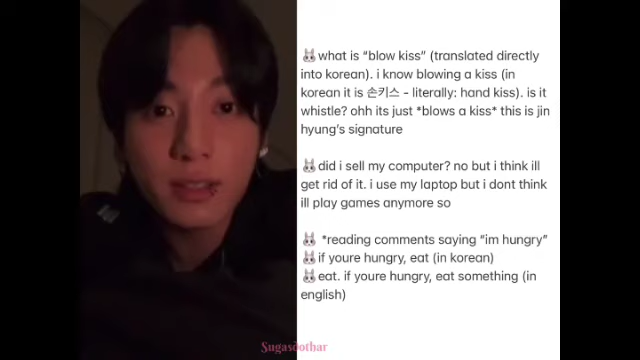 🐰what is “blow kiss” (translated directly
into korean). i know blowing a kiss (in
korean it is 손키스 - literally: hand kiss). is it
whistle? ohh its just *blows a kiss* this is jin
hyung's signature
🐰did i sell my computer? no but i think ill
get rid of it. i use my laptop but i dont think
ill play games anymore so
🐰 *reading comments saying “im hungry”
🐰if youre hungry, eat (in korean)
🐰eat. if youre hungry, eat something (in
english)
Sugasdothar